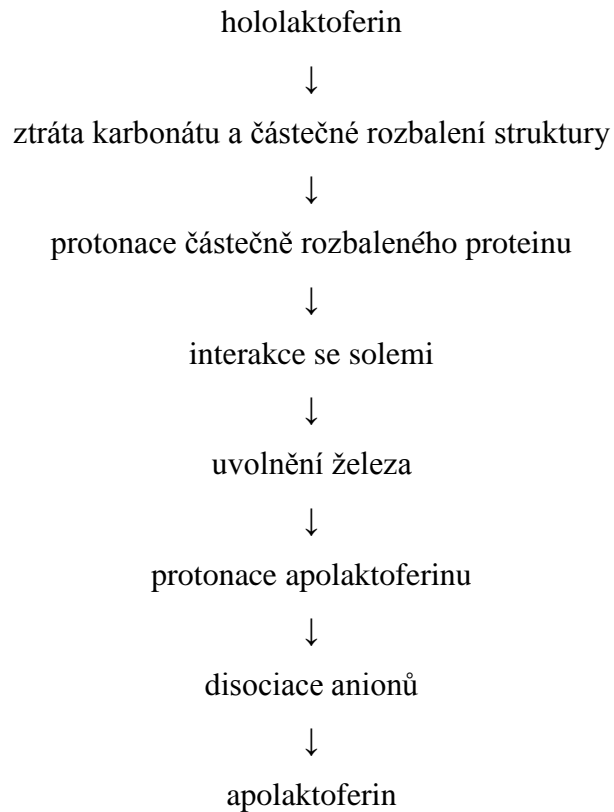 hololaktoferin
↓
ztráta karbonátu a částečné rozbalení struktury
↓
protonace částečně rozbaleného proteinu
↓
interakce se solemi
↓
uvolnění železa
↓
protonace apolaktoferinu
↓
disociace anionů
↓
apolaktoferin